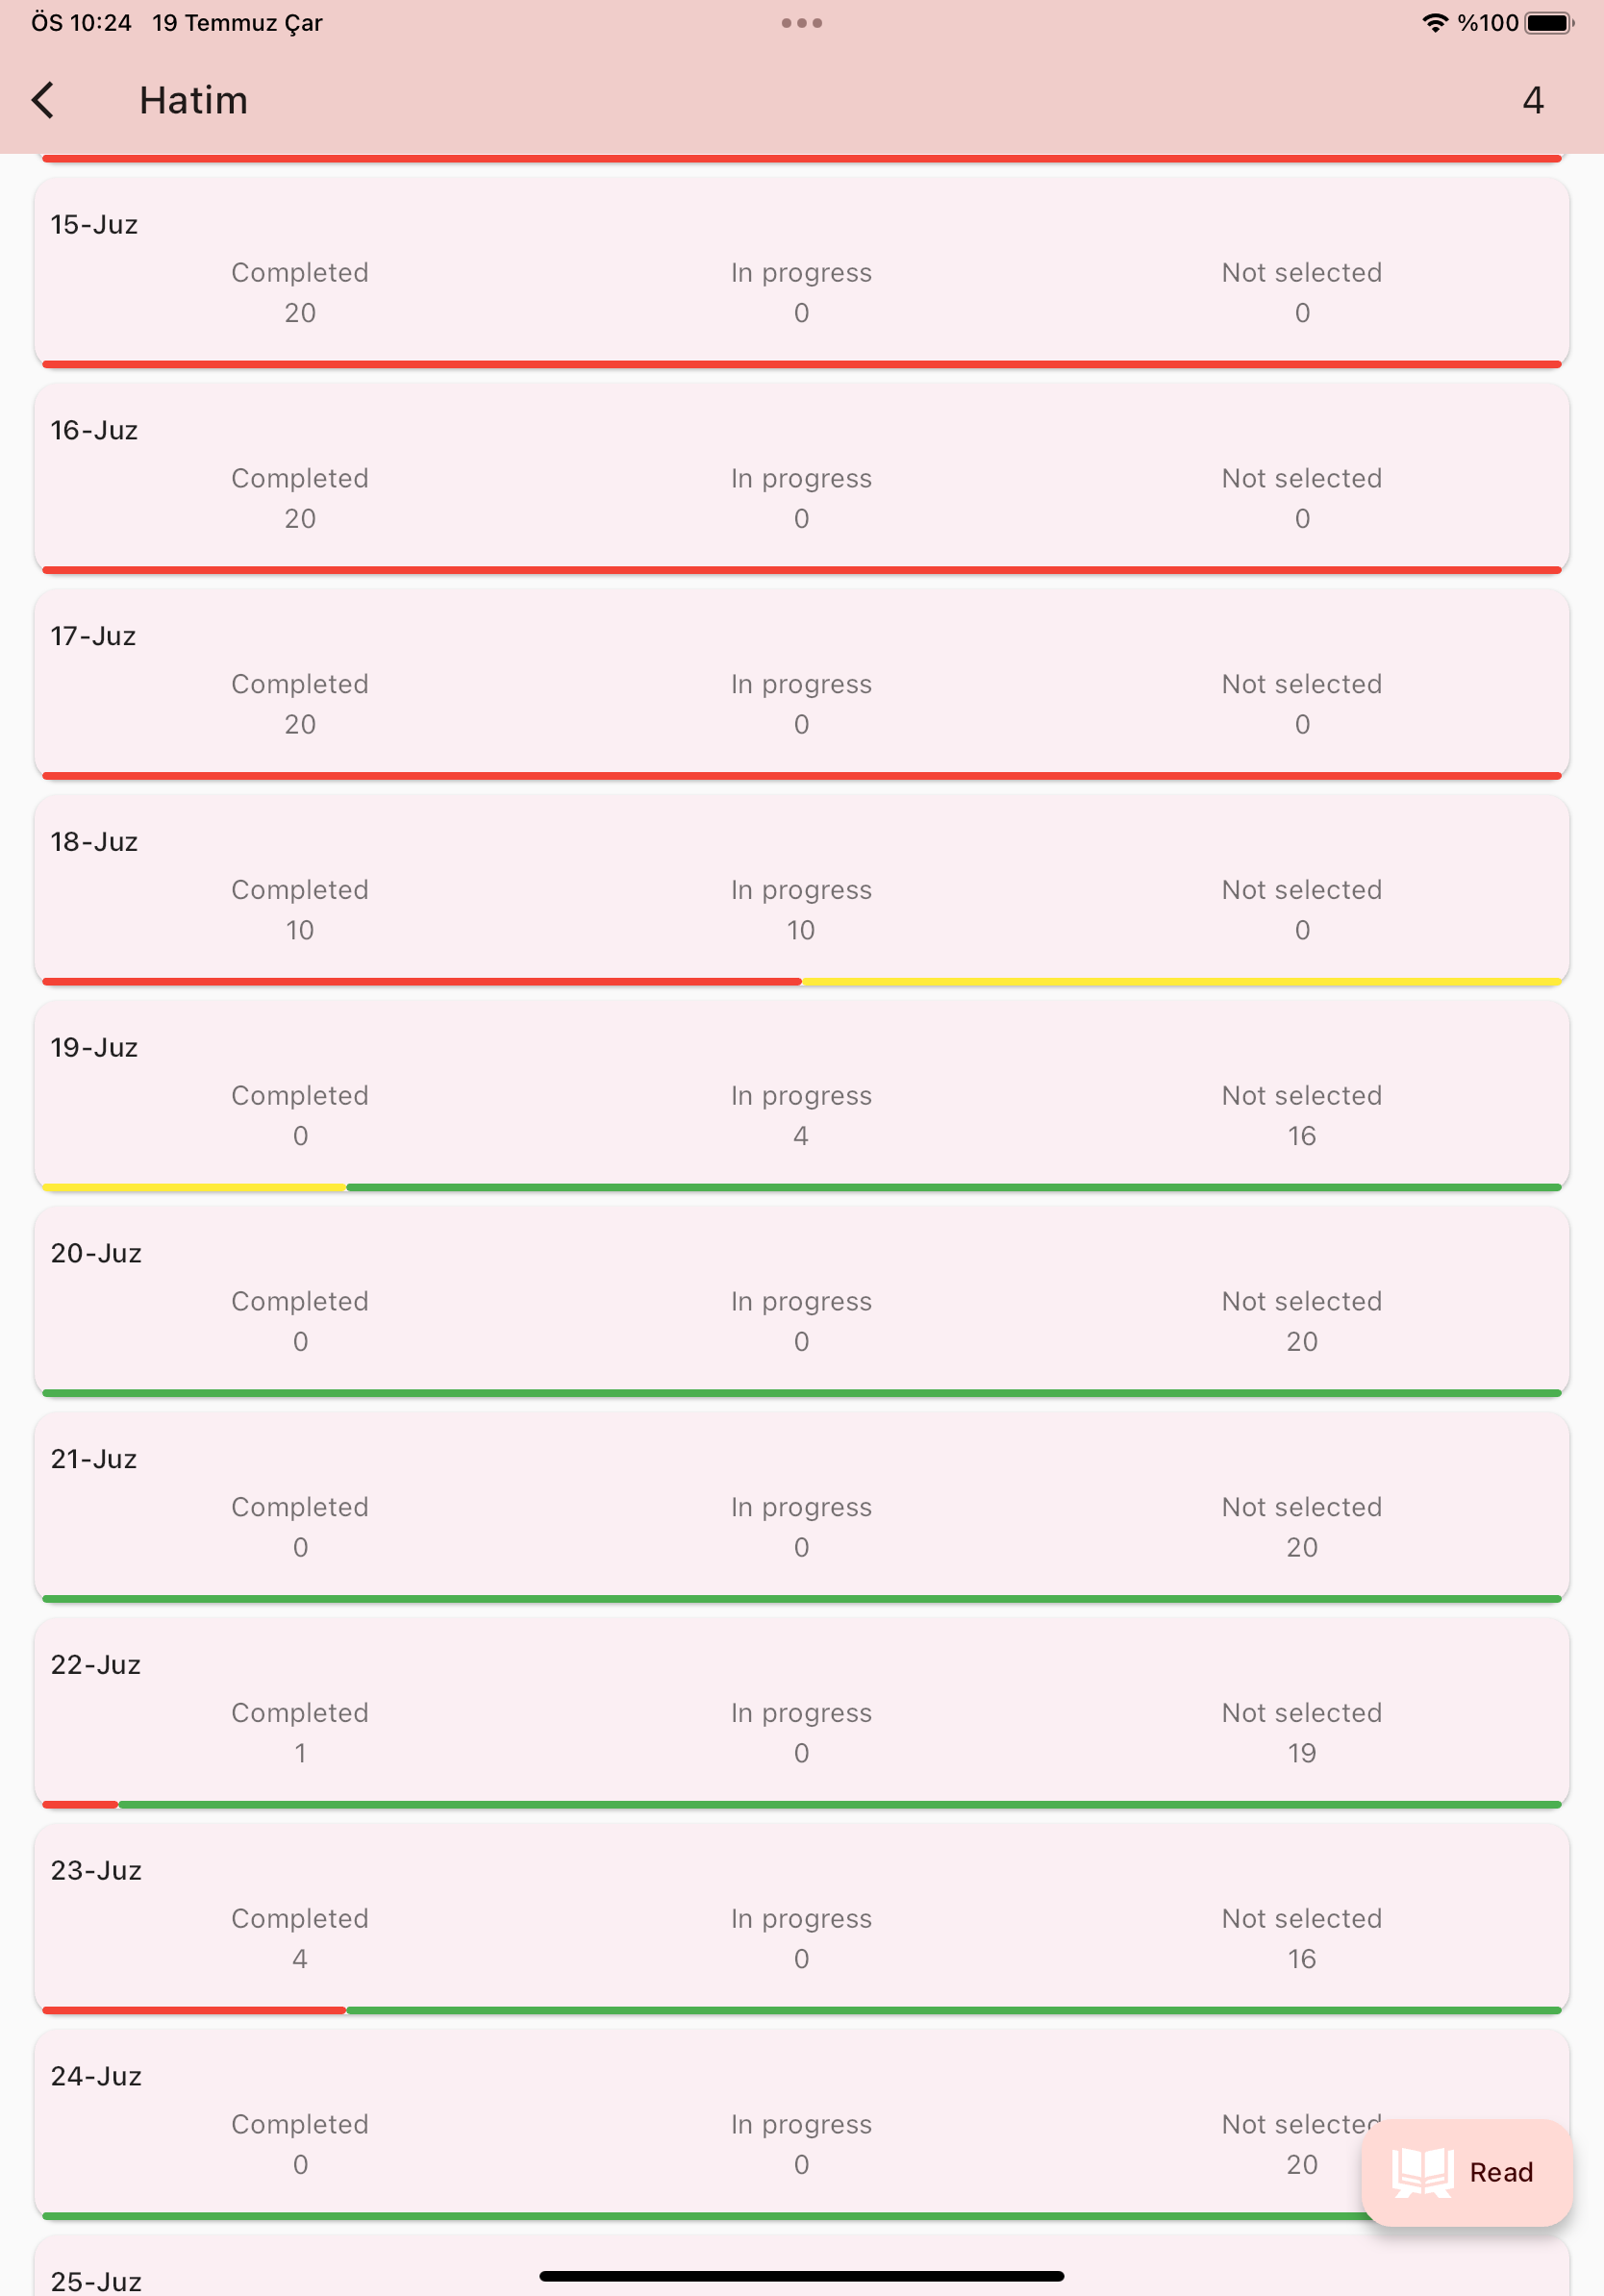 ÖS 10:24 19 Temmuz Çar %100
Hatim 4
15-Juz
Completed In progress Not selected
20 0 0
16-Juz
Completed In progress Not selected
20 0 0
17-Juz
Completed In progress Not selected
20 0 0
18-Juz
Completed In progress Not selected
10 10 0
19-Juz
Completed In progress Not selected
0 4 16
20-Juz
Completed In progress Not selected
0 0 20
21-Juz
Completed In progress Not selected
0 0 20
22-Juz
Completed In progress Not selected
1 0 19
23-Juz
Completed In progress Not selected
4 0 16
24-Juz
Completed In progress Not selected
0 0 20
Read
25-Juz